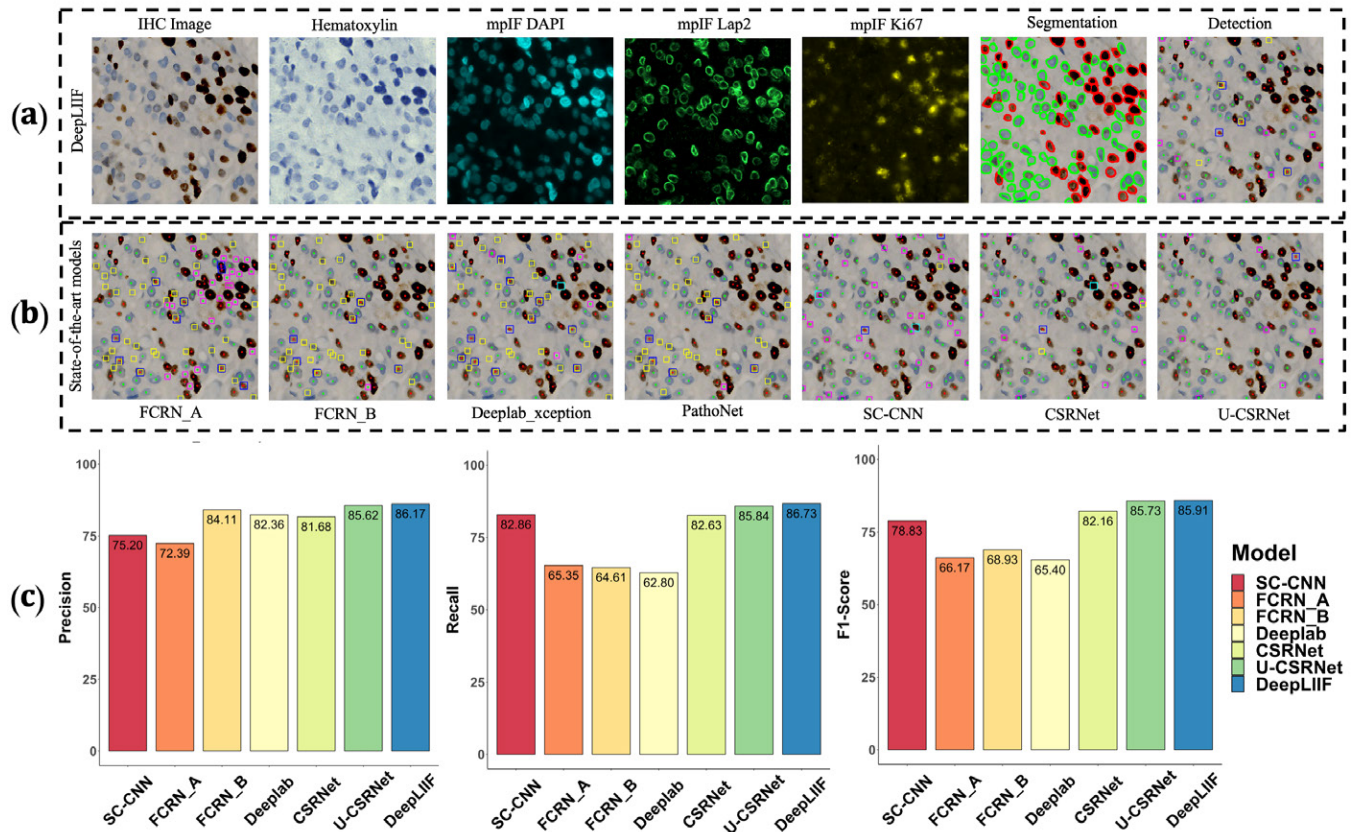 IHC Image Hematoxylin mpIF DAPI mpIF Lap2 mpIF Ki67 Segmentation Detection
(a)
DeepLIIF
(b)
State-of-the-art models
FCRN_A FCRN_B Deeplab_xception PathoNet SC-CNN CSRNet U-CSRNet
(c)
Precision
100
75
50
25
0
75.20 72.39 84.11 82.36 81.68 85.62 86.17
SC-CNN FCRN_A FCRN_B Deeplab CSRNet U-CSRNet DeepLIIF
Recall
100
75
50
25
0
82.86 65.35 64.61 62.80 82.63 85.84 86.73
SC-CNN FCRN_A FCRN_B Deeplab CSRNet U-CSRNet DeepLIIF
F1-Score
100
75
50
25
0
78.83 66.17 68.93 65.40 82.16 85.73 85.91
SC-CNN FCRN_A FCRN_B Deeplab CSRNet U-CSRNet DeepLIIF
Model
SC-CNN
FCRN_A
FCRN_B
Deeplab
CSRNet
U-CSRNet
DeepLIIF